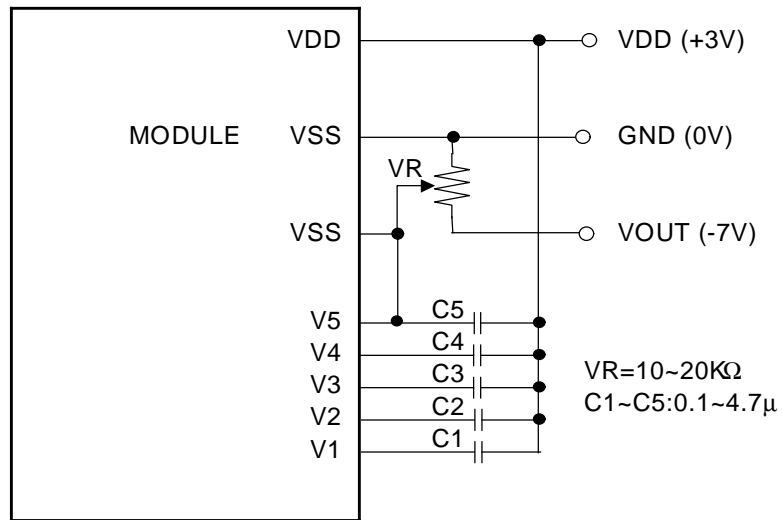 VDD
VDD (+3V)
MODULE
VSS
GND (0V)
VR
VSS
VOUT (-7V)
V5
C5
V4
C4
V3
C3
V2
C2
V1
C1
VR=10~20KΩ
C1~C5:0.1~4.7μ